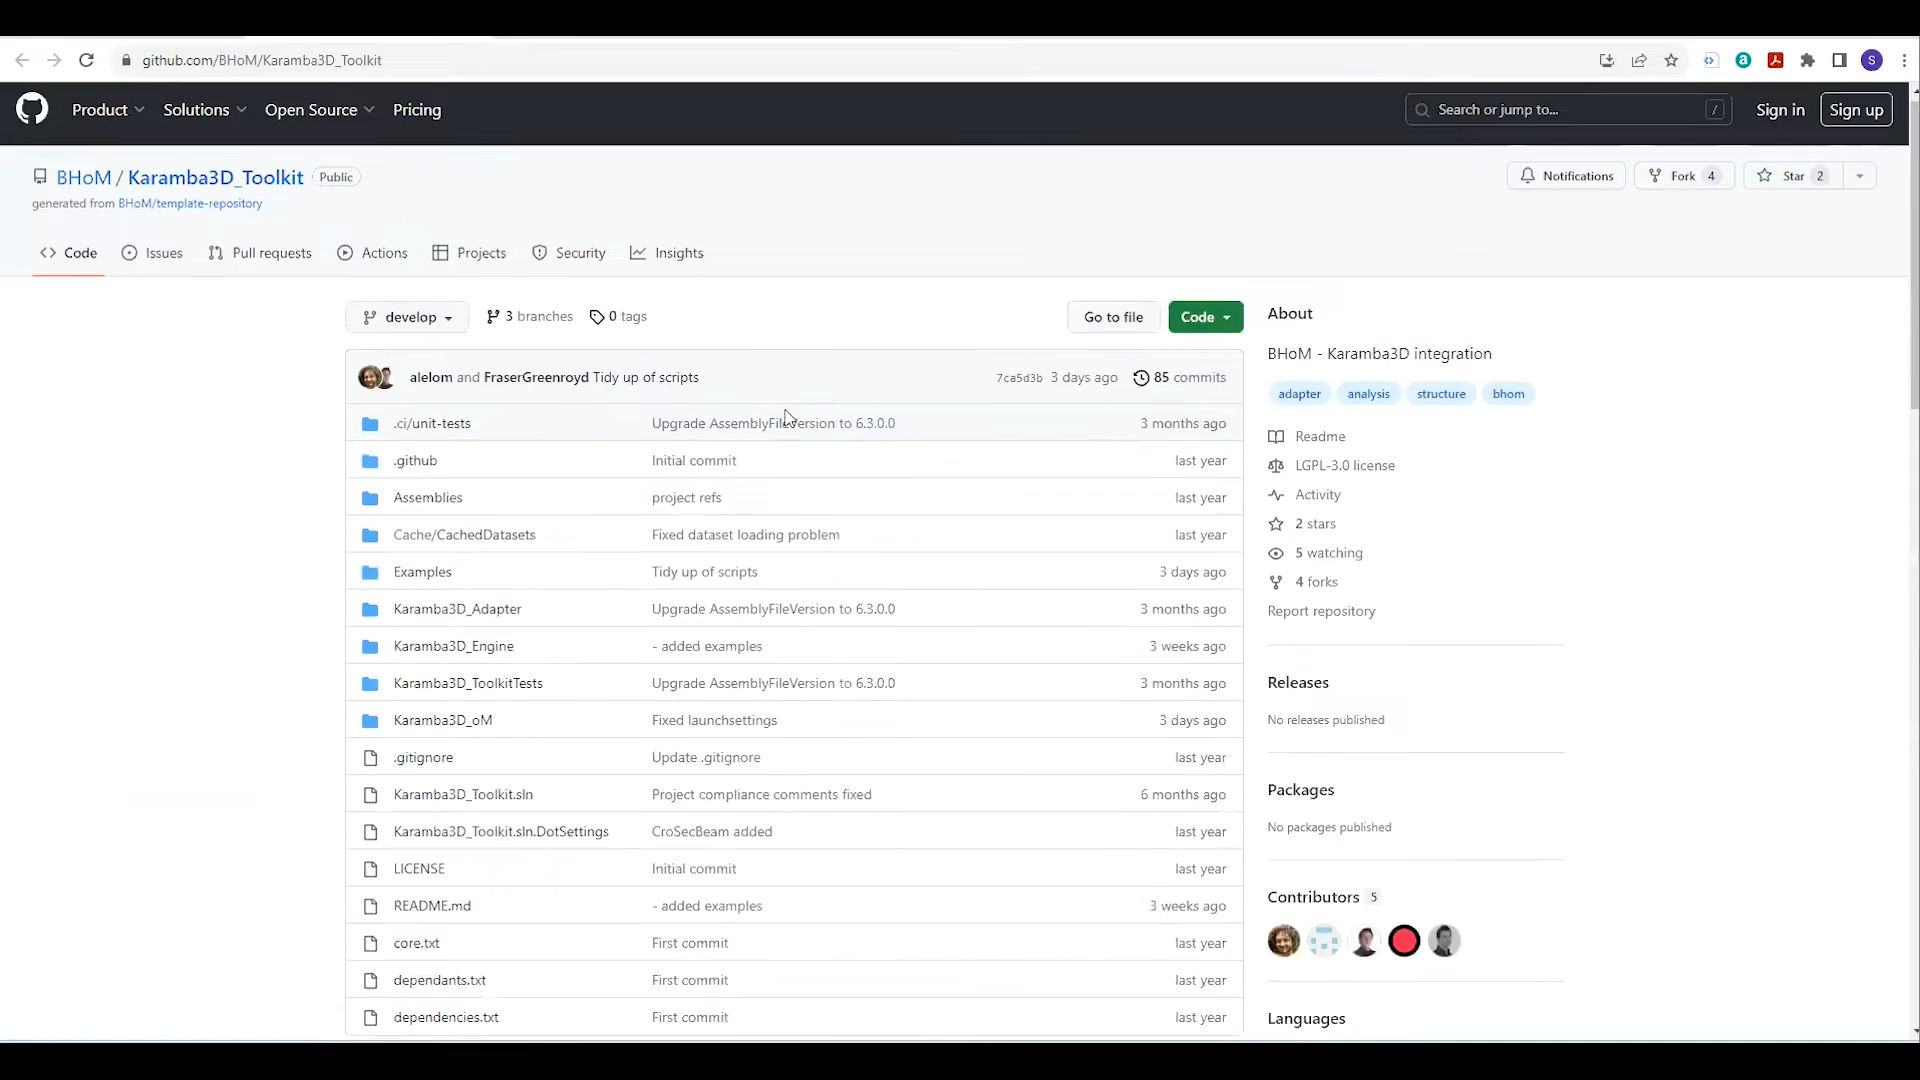 github.com/BHoM/Karamba3D_Toolkit
S
Product Solutions Open Source Pricing
Search or jump to... /
Sign in Sign up
BHoM / Karamba3D_Toolkit Public
Notifications Fork 4 Star 2
generated from BHoM/template-repository
Code Issues Pull requests Actions Projects Security Insights
develop 3 branches 0 tags
Go to file Code
alelom and FraserGreenroyd Tidy up of scripts 7ca5d3b 3 days ago 85 commits
.ci/unit-tests Upgrade AssemblyFileVersion to 6.3.0.0 3 months ago
.github Initial commit last year
Assemblies project refs last year
Cache/CachedDatasets Fixed dataset loading problem last year
Examples Tidy up of scripts 3 days ago
Karamba3D_Adapter Upgrade AssemblyFileVersion to 6.3.0.0 3 months ago
Karamba3D_Engine - added examples 3 weeks ago
Karamba3D_ToolkitTests Upgrade AssemblyFileVersion to 6.3.0.0 3 months ago
Karamba3D_oM Fixed launchsettings 3 days ago
.gitignore Update .gitignore last year
Karamba3D_Toolkit.sln Project compliance comments fixed 6 months ago
Karamba3D_Toolkit.sln.DotSettings CroSecBeam added last year
LICENSE Initial commit last year
README.md - added examples 3 weeks ago
core.txt First commit last year
dependants.txt First commit last year
dependencies.txt First commit last year
About
BHoM - Karamba3D integration
adapter analysis structure bhom
Readme
LGPL-3.0 license
Activity
2 stars
5 watching
4 forks
Report repository
Releases
No releases published
Packages
No packages published
Contributors 5
Languages